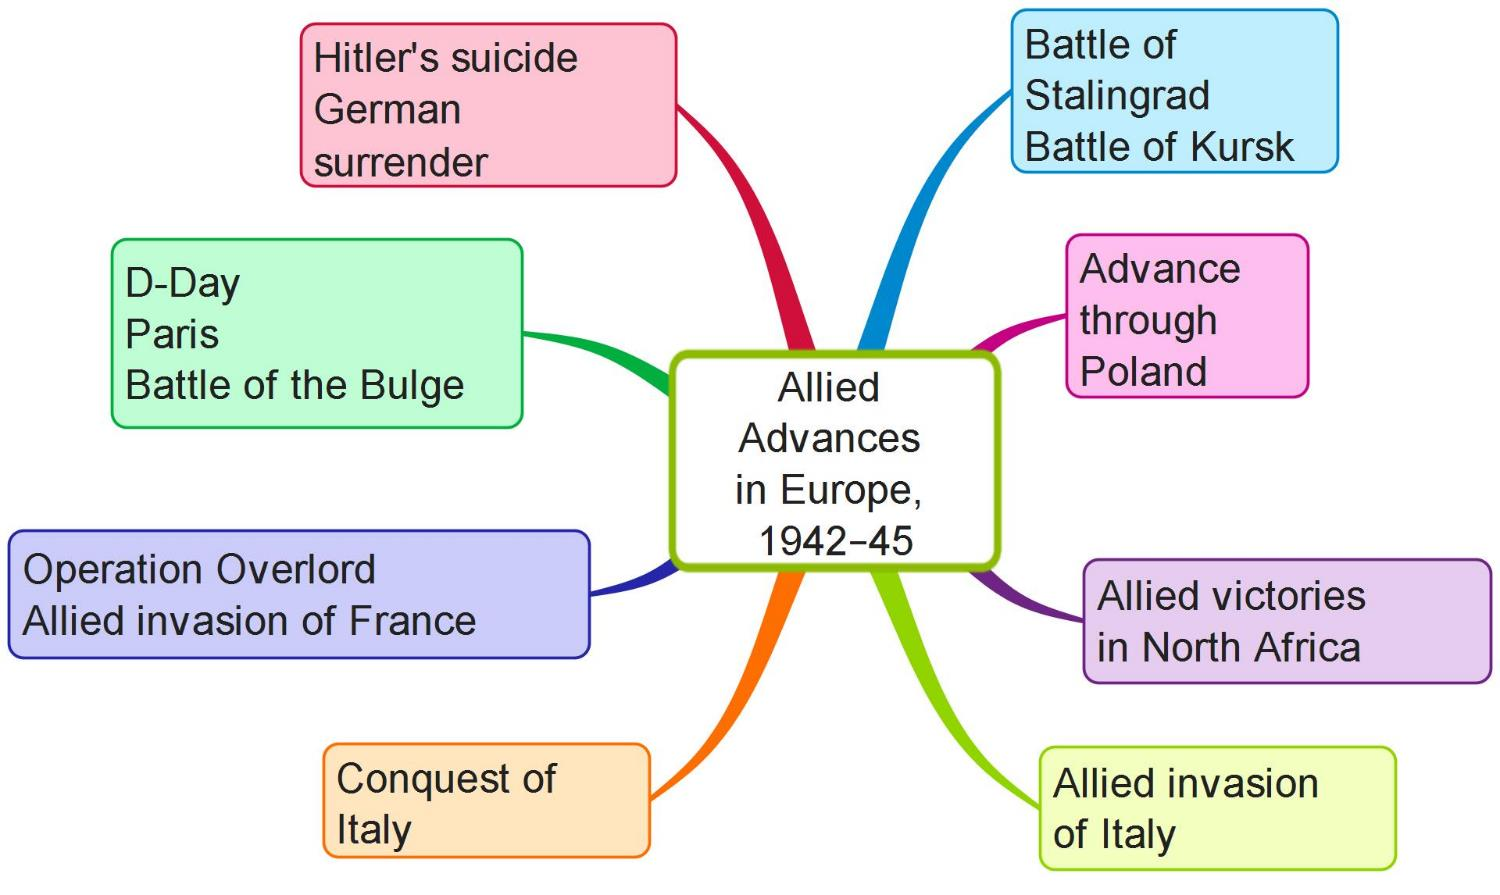 Hitler's suicide
German
surrender
Battle of
Stalingrad
Battle of Kursk
D-Day
Paris
Battle of the Bulge
Advance
through
Poland
Allied
Advances
in Europe,
1942–45
Operation Overlord
Allied invasion of France
Allied victories
in North Africa
Conquest of
Italy
Allied invasion
of Italy